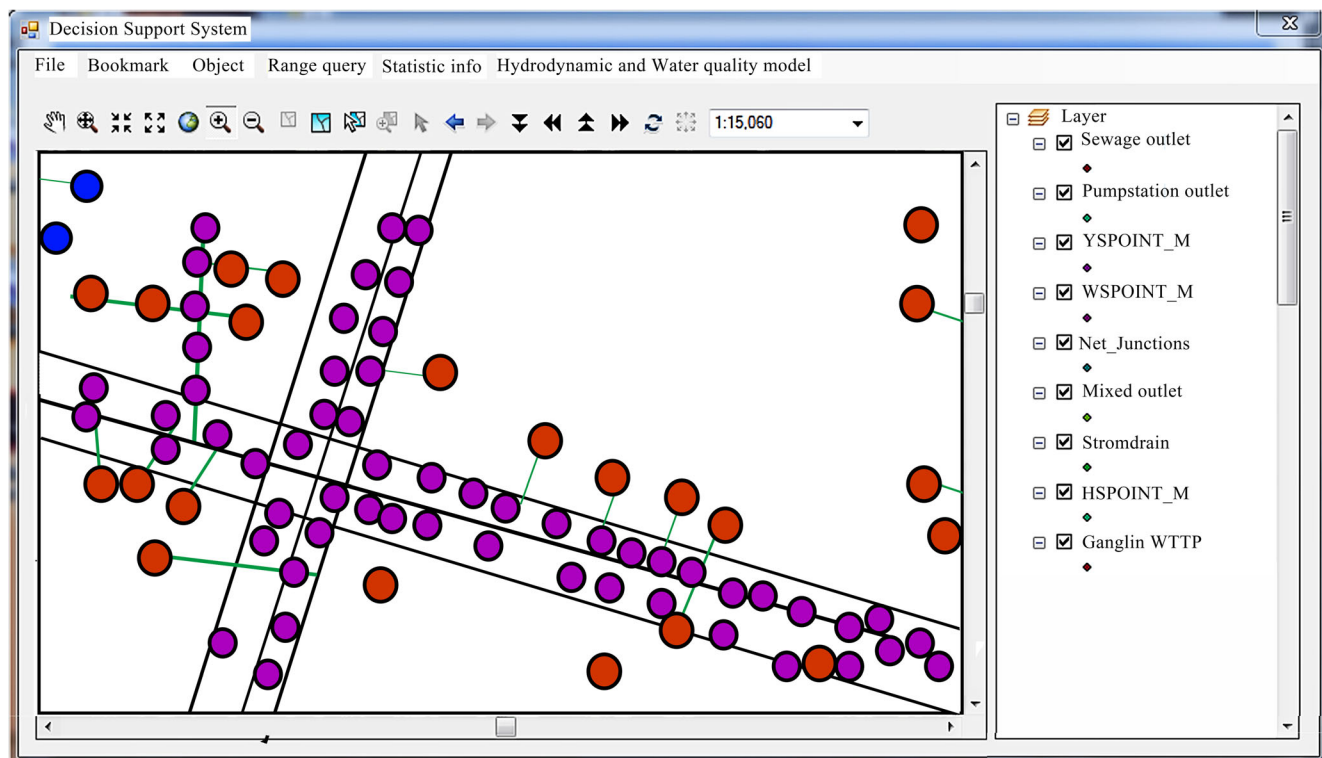 Decision Support System
File Bookmark Object Range query Statistic info Hydrodynamic and Water quality model
1:15,060
Layer
Sewage outlet
Pumpstation outlet
YSPOINT_M
WSPOINT_M
Net_Junctions
Mixed outlet
Stromdrain
HSPOINT_M
Ganglin WTTP